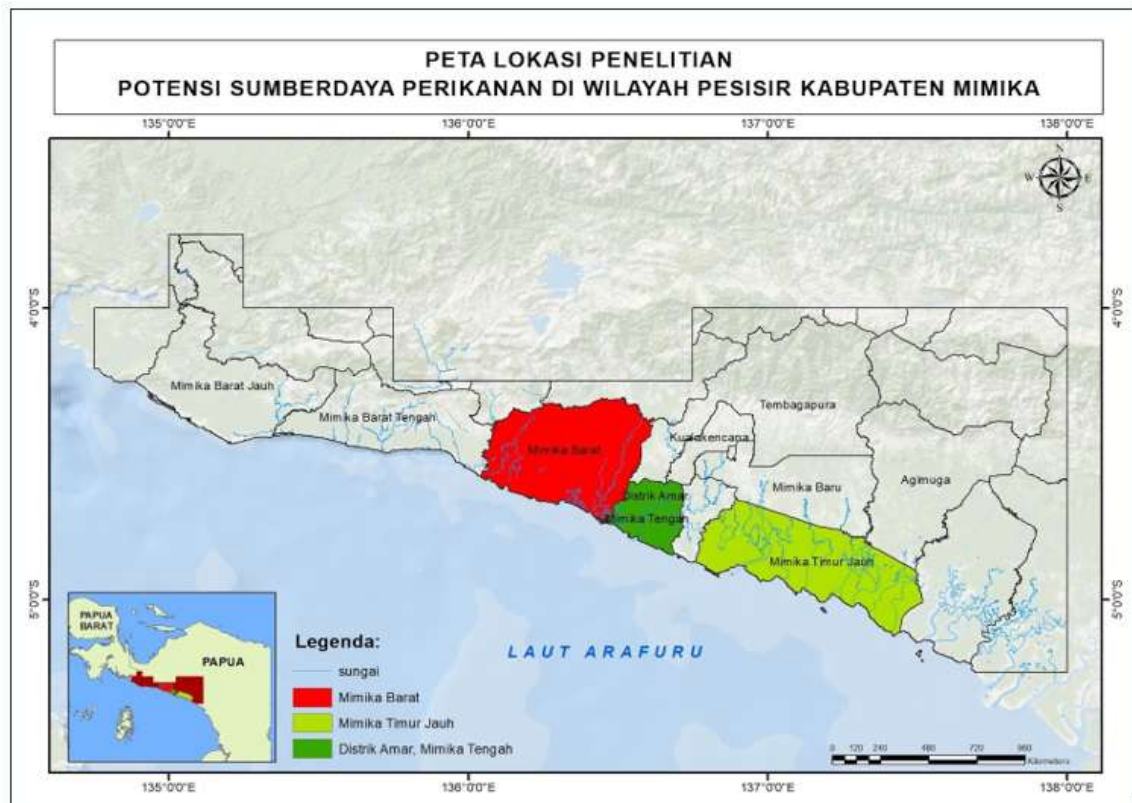 PETA LOKASI PENELITIAN
POTENSI SUMBERDAYA PERIKANAN DI WILAYAH PESISIR KABUPATEN MIMIKA
135°0'0"E 136°0'0"E 137°0'0"E 138°0'0"E
N
W E
S
4°0'0"S 4°0'0"S
Mimika Barat Jauh
Mimika Barat Tengah
Mimika Barat
Tembagapura
Kualakencana
Mimika Baru
Agimuga
Distrik Amar
Mimika Tengah
Mimika Timur Jauh
5°0'0"S 5°0'0"S
LAUT ARAFURU
PAPUA
BARAT
PAPUA
Legenda:
sungai
Mimika Barat
Mimika Timur Jauh
Distrik Amar, Mimika Tengah
0 120 240 480 720 960
Kilometers
135°0'0"E 136°0'0"E 137°0'0"E 138°0'0"E